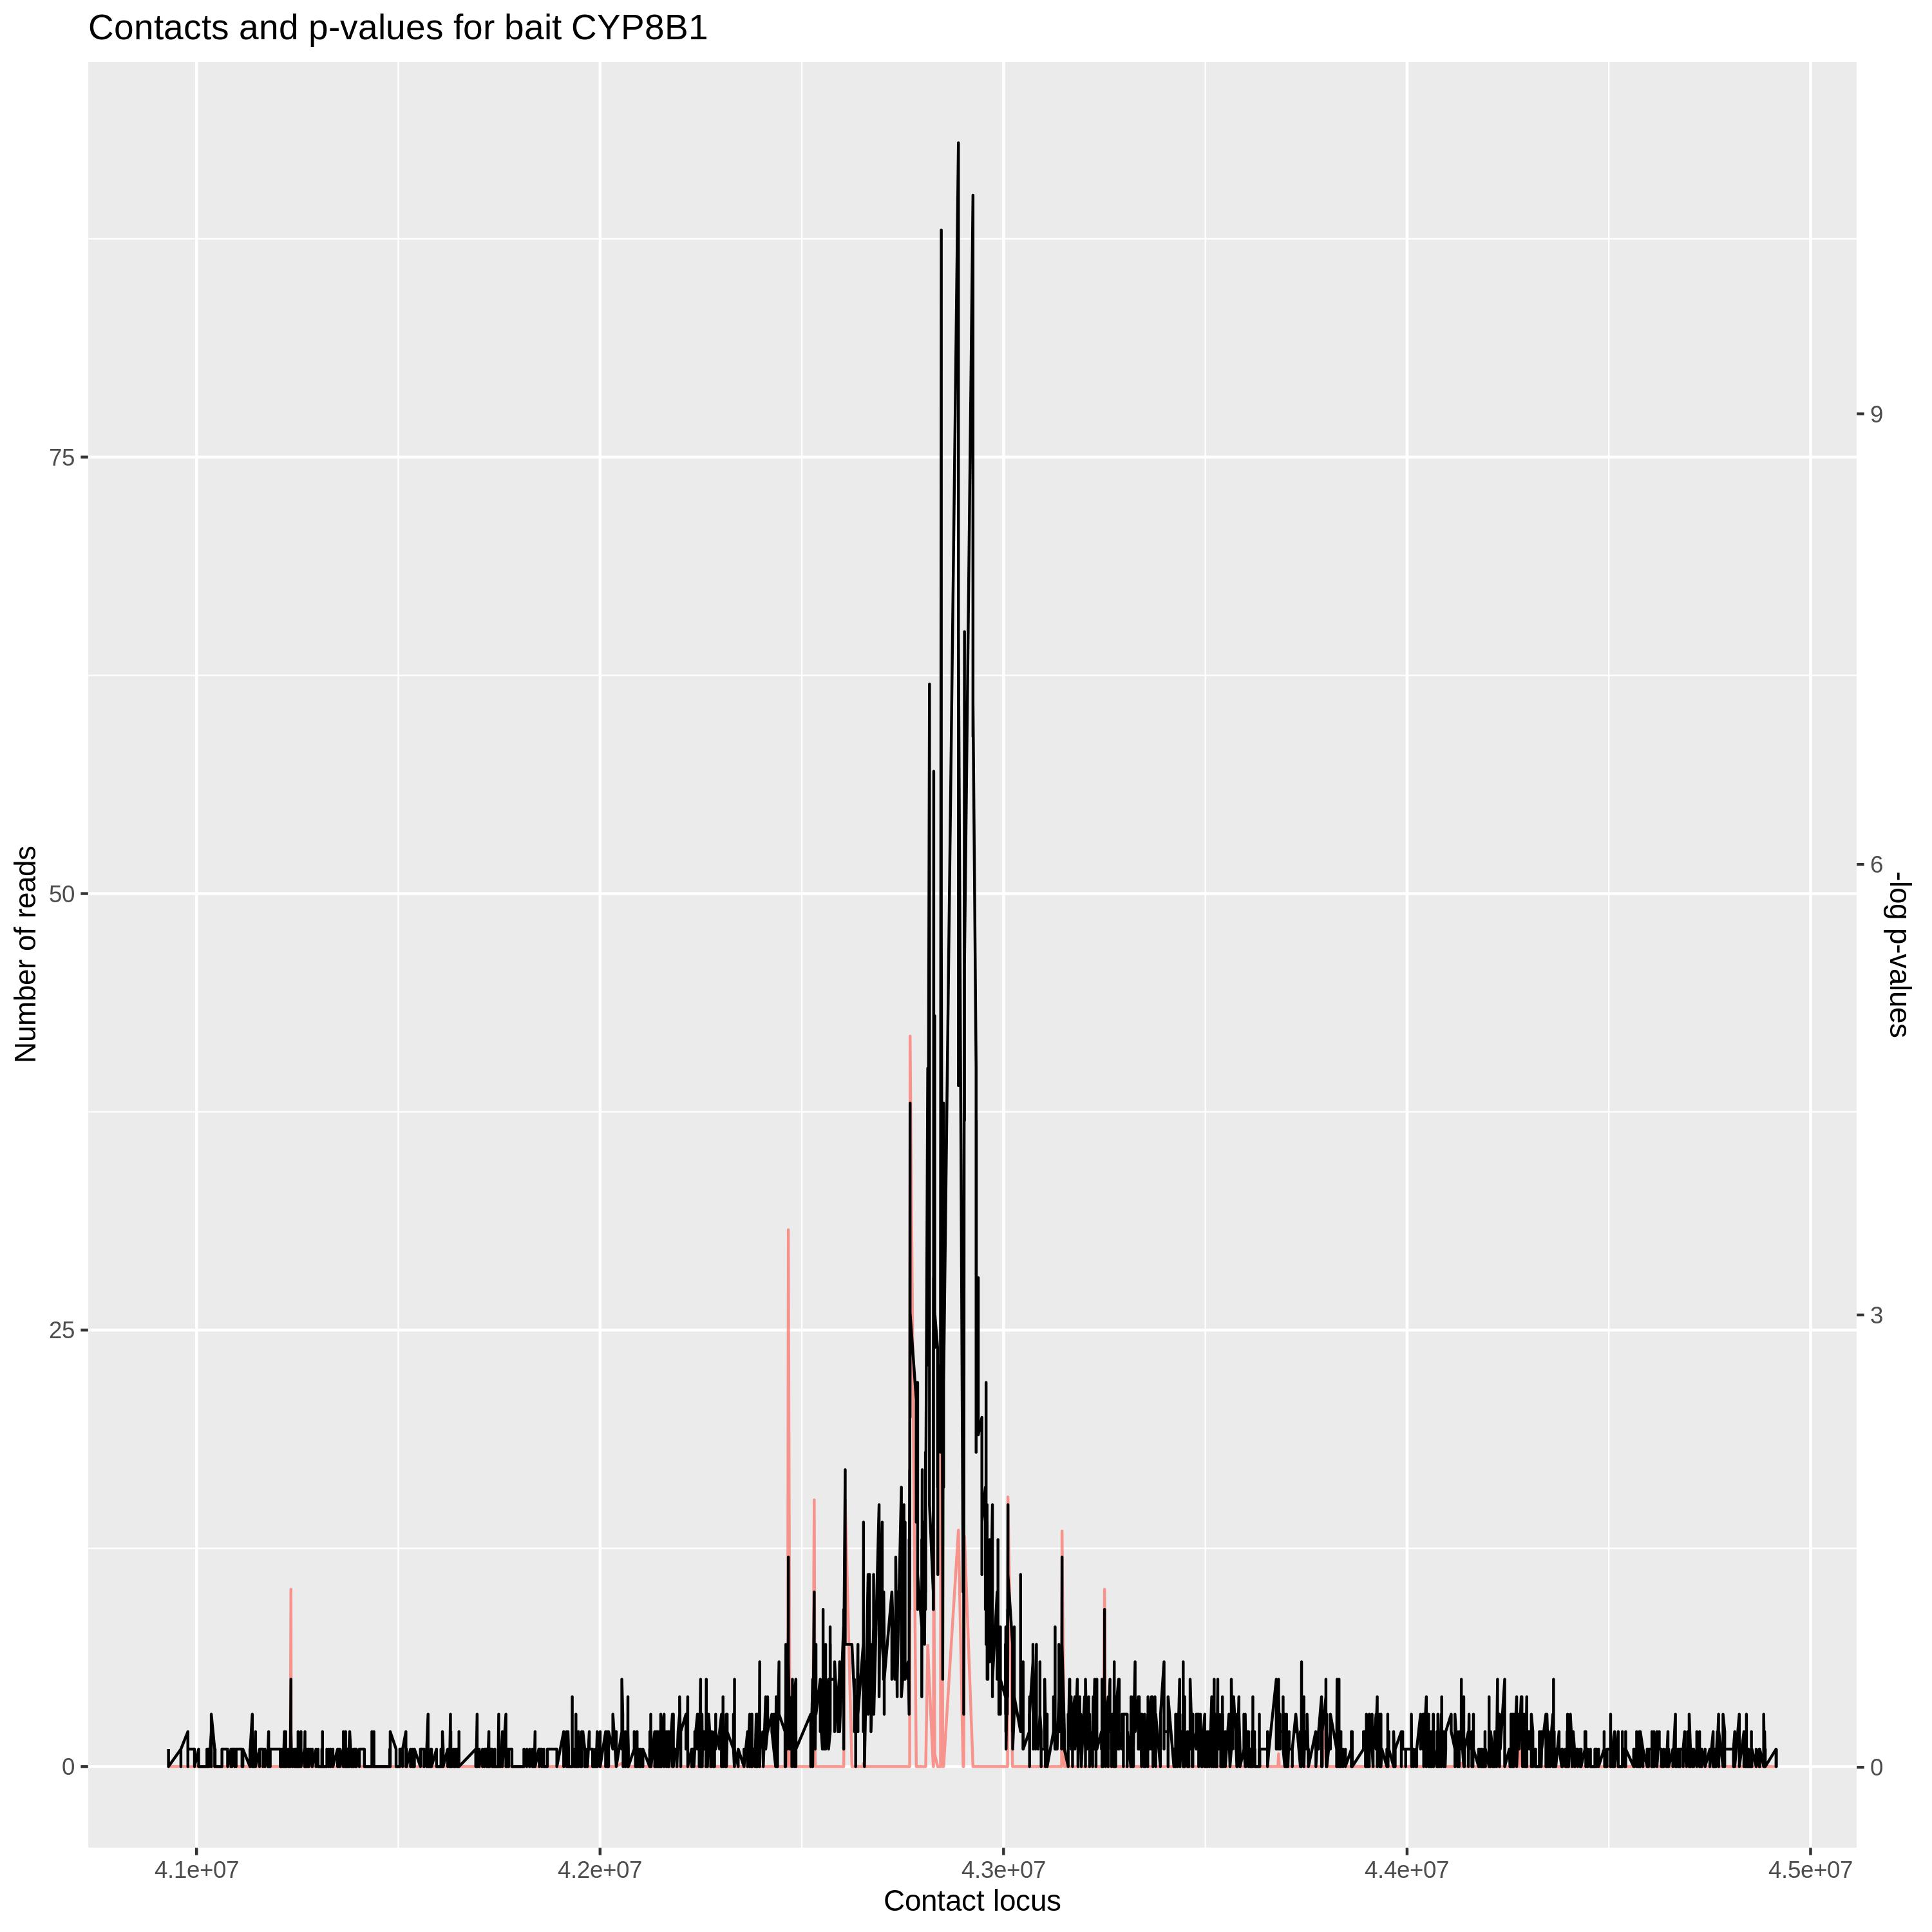 Contacts and p-values for bait CYP8B1
Number of reads
75
50
25
0
9
6
3
0
-log p-values
4.1e+07
4.2e+07
4.3e+07
4.4e+07
4.5e+07
Contact locus